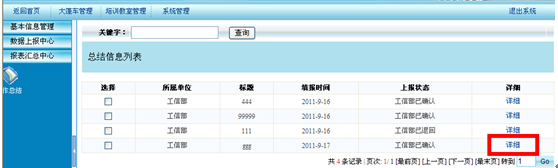 返回首页 大篷车管理 培训教室管理 系统管理 退出系统
基本信息管理
数据上报中心
报表汇总中心
作总结
关键字： 查询
总结信息列表
选择 所属单位 标题 填报时间 上报状态 详细
工信部 444 2011-9-16 工信部已确认 详细
工信部 99999 2011-9-16 工信部已确认 详细
工信部 111 2011-9-16 工信部已退回 详细
工信部 ggg 2011-9-17 工信部已确认 详细
共 4 条记录 | 页次: 1/ 1 [最前页] [上一页] [下一页] [最末页] 转到 1 Go